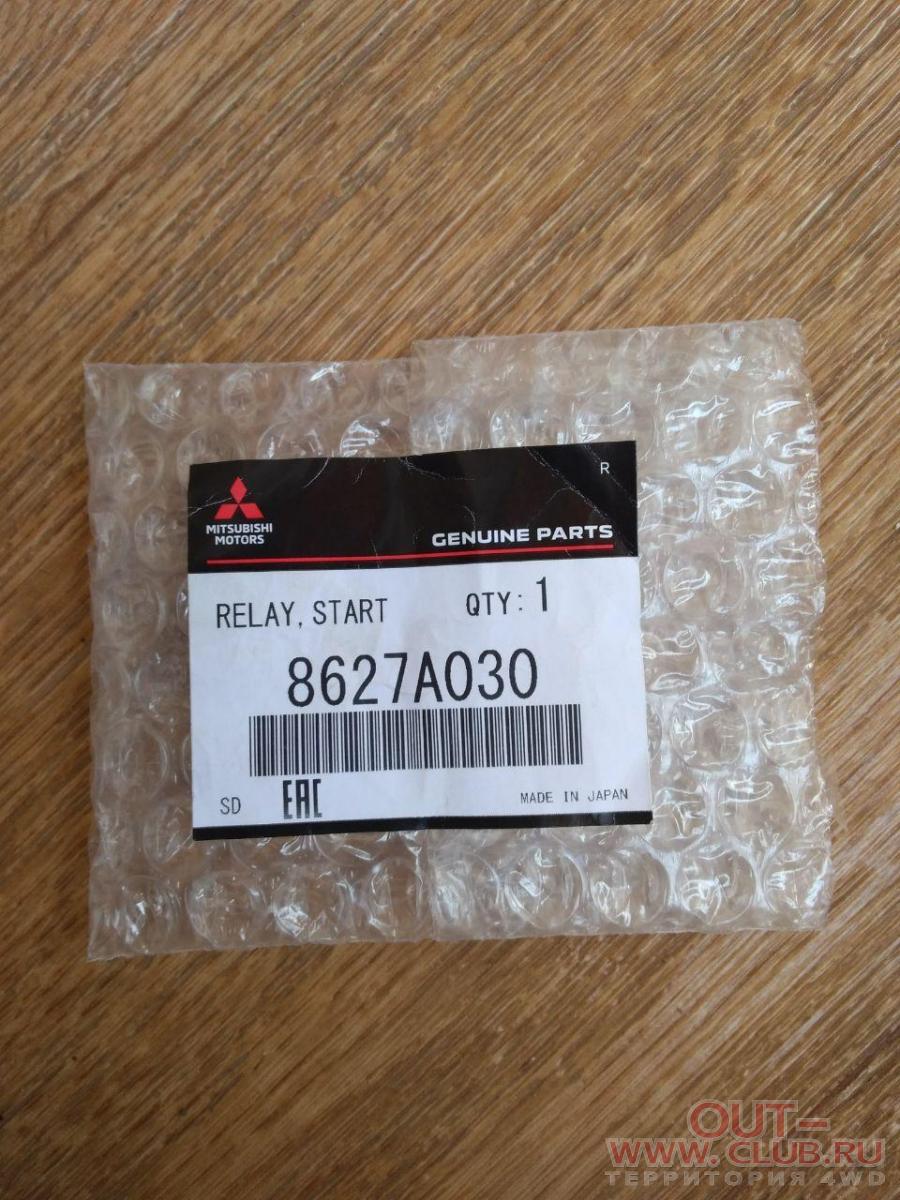 R
MITSUBISHI
MOTORS
GENUINE PARTS
RELAY, START QTY: 1
8627A030
SD EAC MADE IN JAPAN
OUT-
WWW.CLUB.RU
ТЕРРИТОРИЯ 4WD